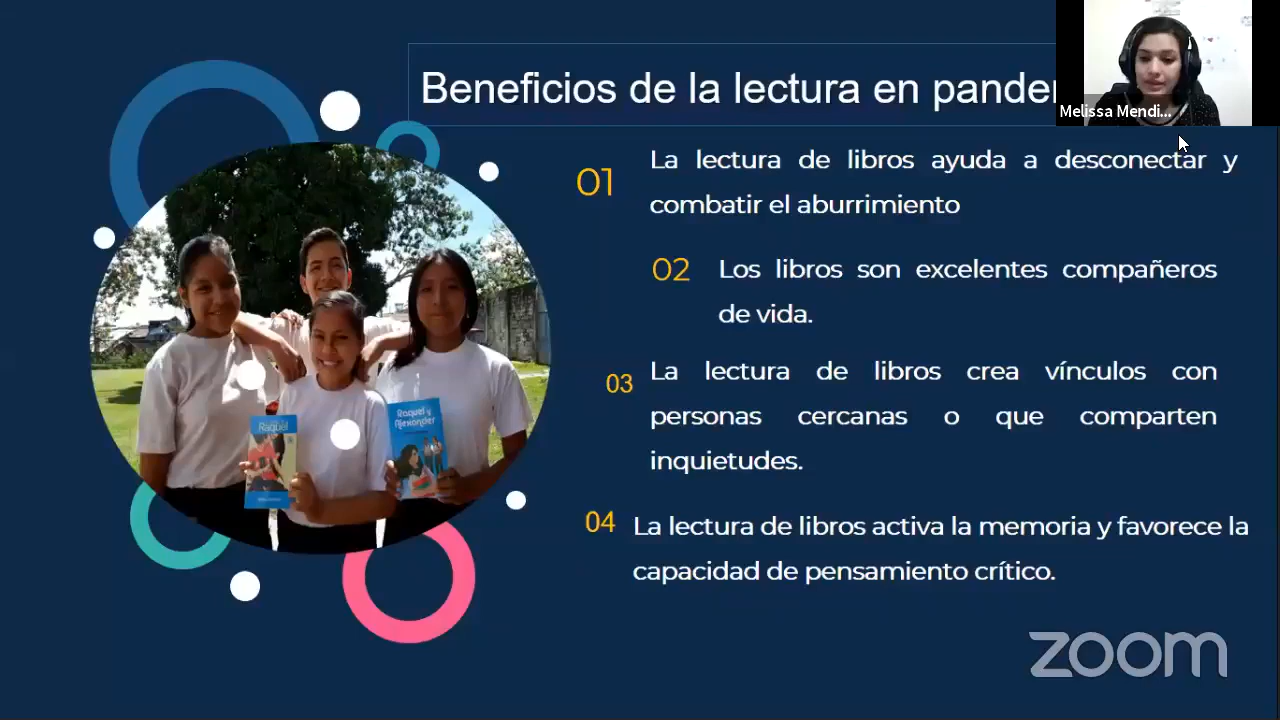 Beneficios de la lectura en pander
Melissa Mendi...
01
La lectura de libros ayuda a desconectar y
combatir el aburrimiento
02
Los libros son excelentes compañeros
de vida.
03
La lectura de libros crea vínculos con
personas cercanas o que comparten
inquietudes.
04
La lectura de libros activa la memoria y favorece la
capacidad de pensamiento crítico.
Raquel
Raquel y
Alexander
zoom